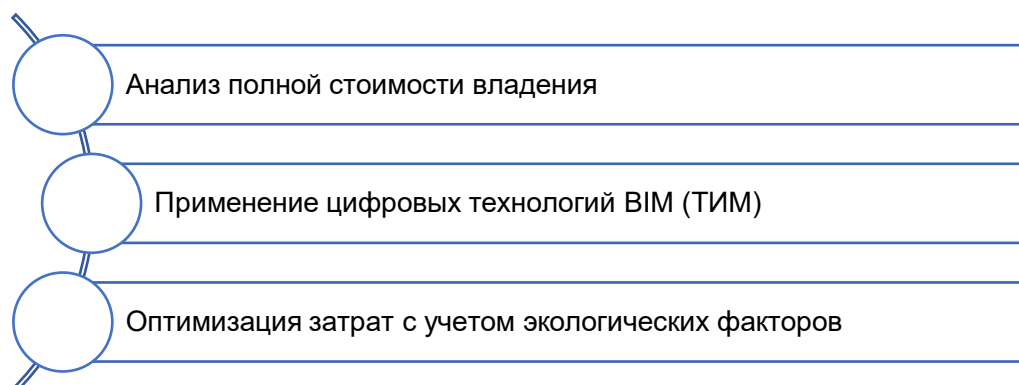 Анализ полной стоимости владения
Применение цифровых технологий BIM (ТИМ)
Оптимизация затрат с учетом экологических факторов